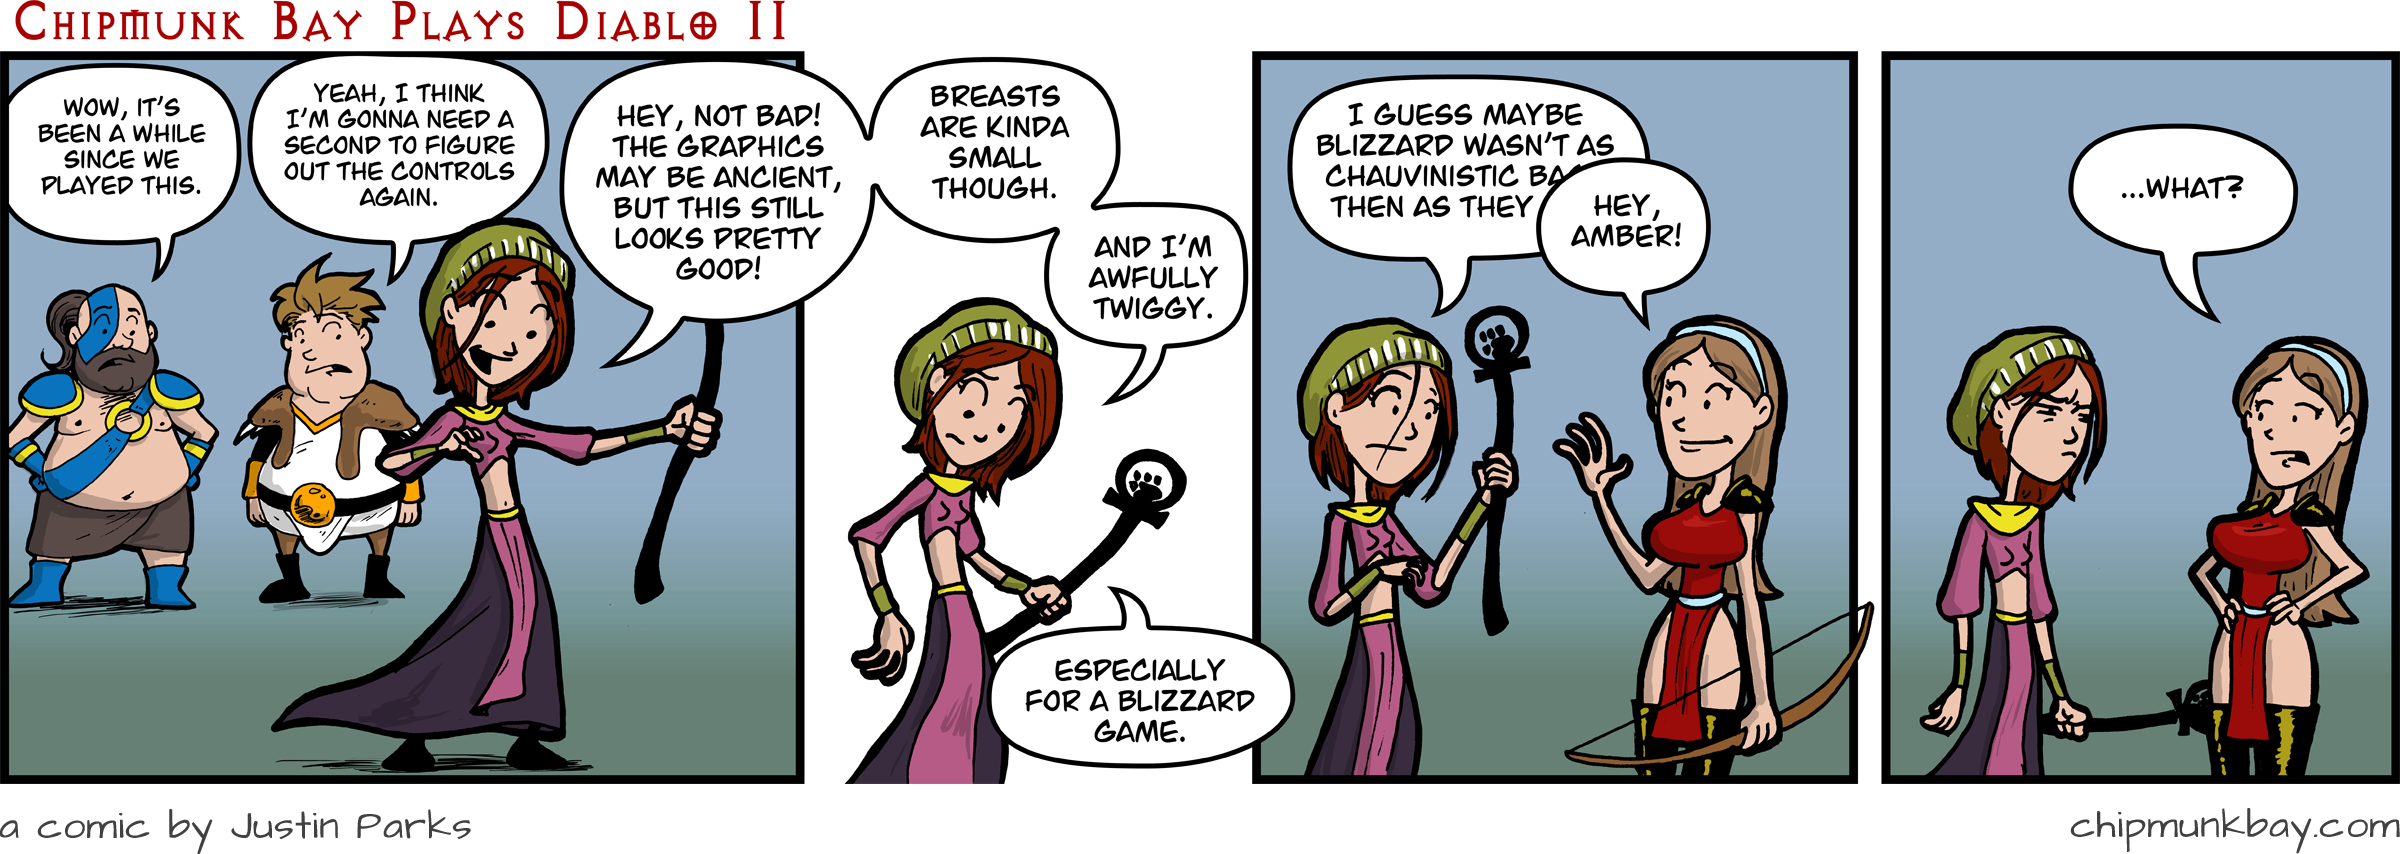 CHIPMUNK BAY PLAYS DIABLO II
WOW, IT'S
BEEN A WHILE
SINCE WE
PLAYED THIS.
YEAH, I THINK
I'M GONNA NEED A
SECOND TO FIGURE
OUT THE CONTROLS
AGAIN.
HEY, NOT BAD!
THE GRAPHICS
MAY BE ANCIENT,
BUT THIS STILL
LOOKS PRETTY
GOOD!
BREASTS
ARE KINDA
SMALL
THOUGH.
AND I'M
AWFULLY
TWIGGY.
ESPECIALLY
FOR A BLIZZARD
GAME.
I GUESS MAYBE
BLIZZARD WASN'T AS
CHAUVINISTIC BA
THEN AS THEY
HEY,
AMBER!
...WHAT?
a comic by Justin Parks
chipmunkbay.com